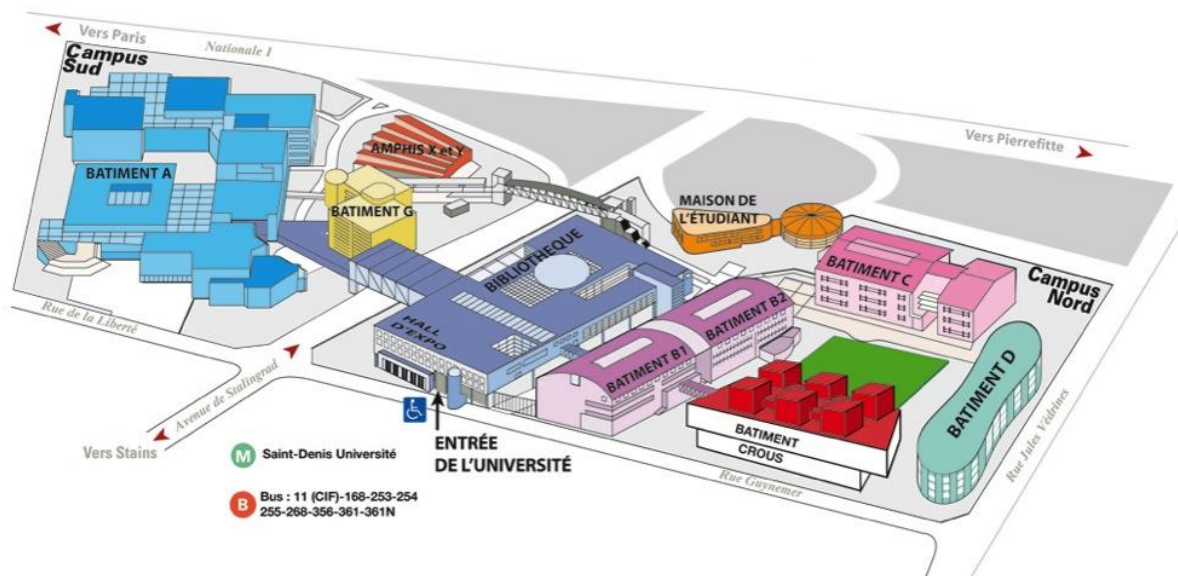 Vers Paris
Nationale 1
Campus
Sud
Vers Pierrefitte
AMPHIS X et Y
BATIMENT A
BATIMENT G
MAISON DE
L'ÉTUDIANT
BIBLIOTHEQUE
BATIMENT C
Campus
Nord
HALL
D'EXPO
BATIMENT B2
BATIMENT B1
Rue de la Liberté
Avenue de Stalingrad
BATIMENT D
BATIMENT
CROUS
Rue Jules Védrines
Vers Stains
ENTRÉE
DE L'UNIVERSITÉ
Rue Guynemer
M Saint-Denis Université
B Bus : 11 (CIF)-168-253-254
255-268-356-361-361N